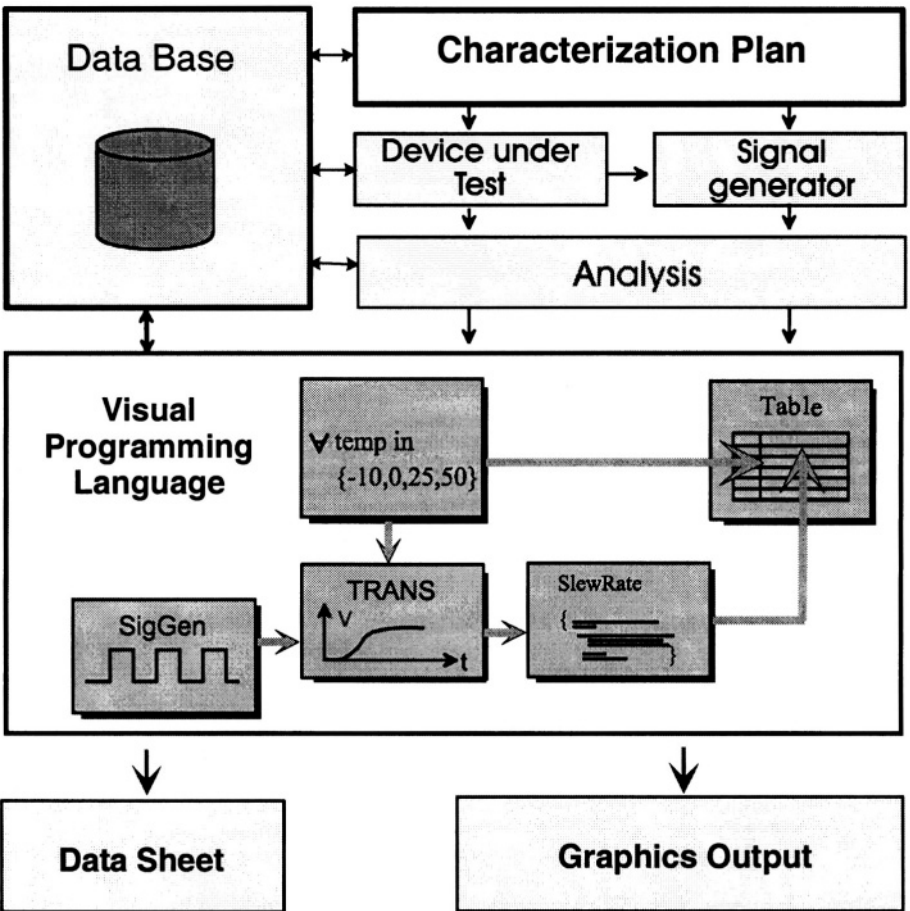 Data Base
Characterization Plan
Device under
Test
Signal
generator
Analysis
Visual
Programming
Language
∀ temp in
{-10,0,25,50}
Table
TRANS
V
t
SlewRate
{
}
SigGen
Data Sheet
Graphics Output